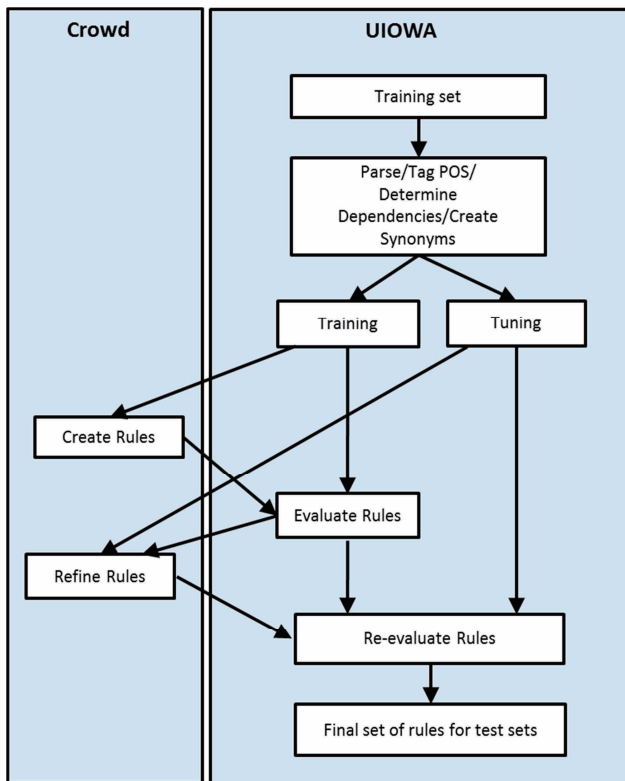 Crowd
UIOWA
Training set
Parse/Tag POS/
Determine
Dependencies/Create
Synonyms
Training
Tuning
Create Rules
Evaluate Rules
Refine Rules
Re-evaluate Rules
Final set of rules for test sets